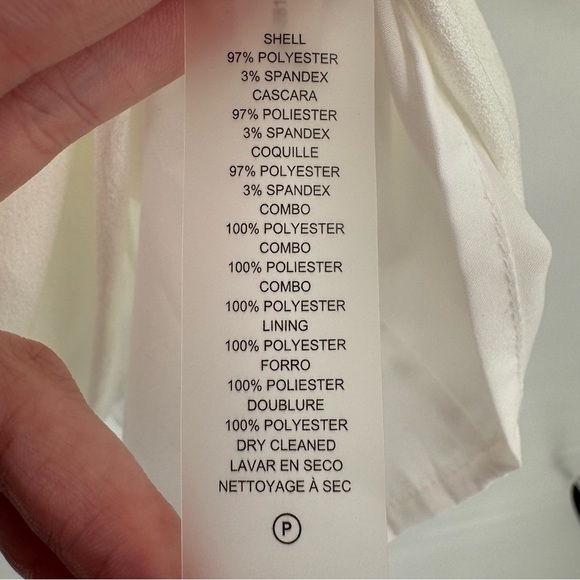 SHELL
97% POLYESTER
3% SPANDEX
CASCARA
97% POLIESTER
3% SPANDEX
COQUILLE
97% POLYESTER
3% SPANDEX
COMBO
100% POLYESTER
COMBO
100% POLIESTER
COMBO
100% POLYESTER
LINING
100% POLYESTER
FORRO
100% POLIESTER
DOUBLURE
100% POLYESTER
DRY CLEANED
LAVAR EN SECO
NETTOYAGE À SEC
P